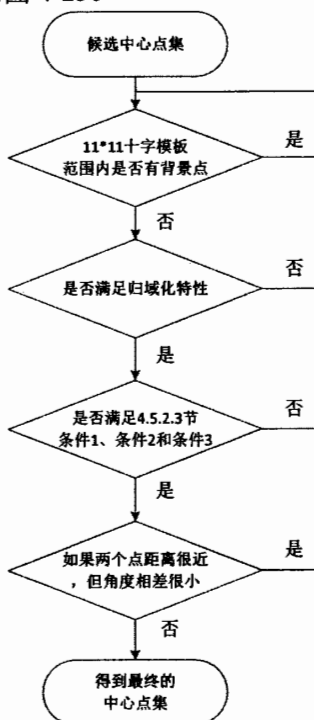 候选中心点集
11*11十字模板
范围内是否有背景点
是
否
是否满足归域化特性
否
是
是否满足4.5.2.3节
条件1、条件2和条件3
否
是
如果两个点距离很近
，但角度相差很小
是
否
得到最终的
中心点集